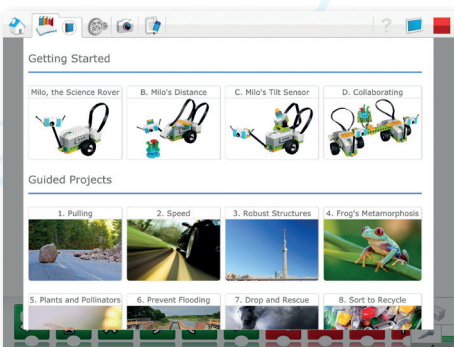 ?
Getting Started
Milo, the Science Rover
B. Milo's Distance
C. Milo's Tilt Sensor
D. Collaborating
Guided Projects
1. Pulling
2. Speed
3. Robust Structures
4. Frog's Metamorphosis
5. Plants and Pollinators
6. Prevent Flooding
7. Drop and Rescue
8. Sort to Recycle